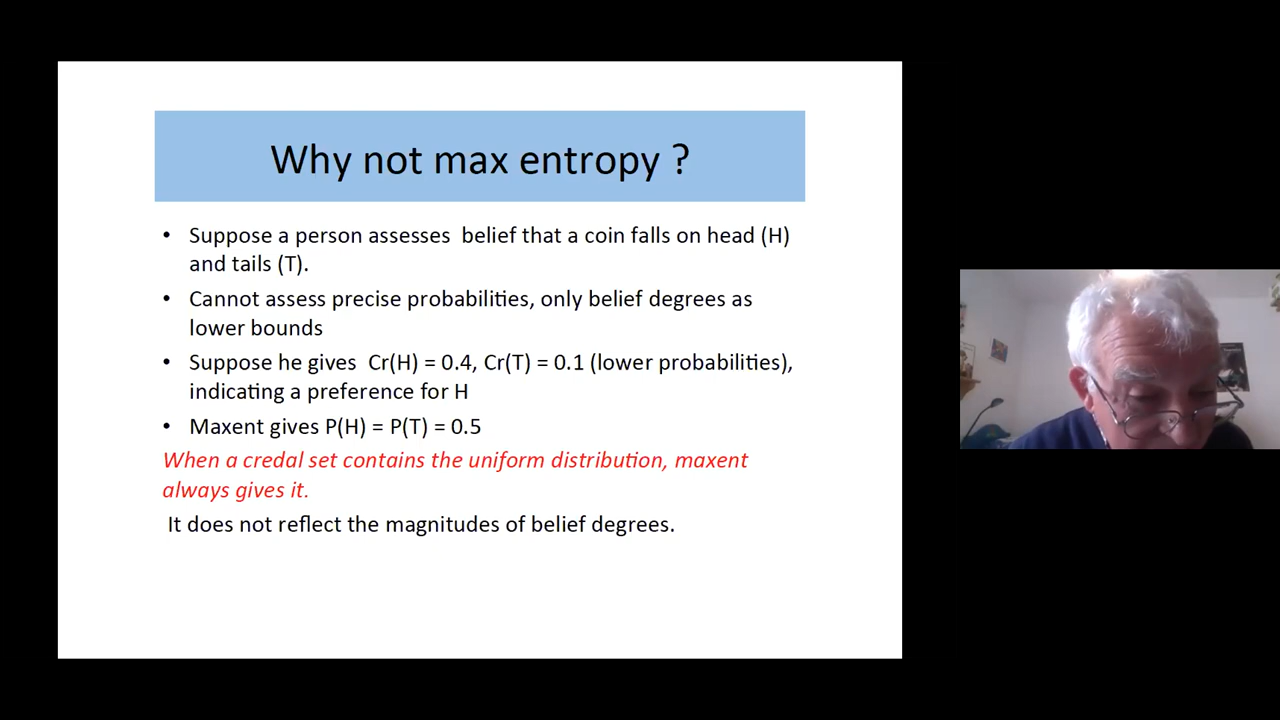 Why not max entropy ?
• Suppose a person assesses belief that a coin falls on head (H)
and tails (T).
• Cannot assess precise probabilities, only belief degrees as
lower bounds
• Suppose he gives Cr(H) = 0.4, Cr(T) = 0.1 (lower probabilities),
indicating a preference for H
• Maxent gives P(H) = P(T) = 0.5
When a credal set contains the uniform distribution, maxent
always gives it.
It does not reflect the magnitudes of belief degrees.